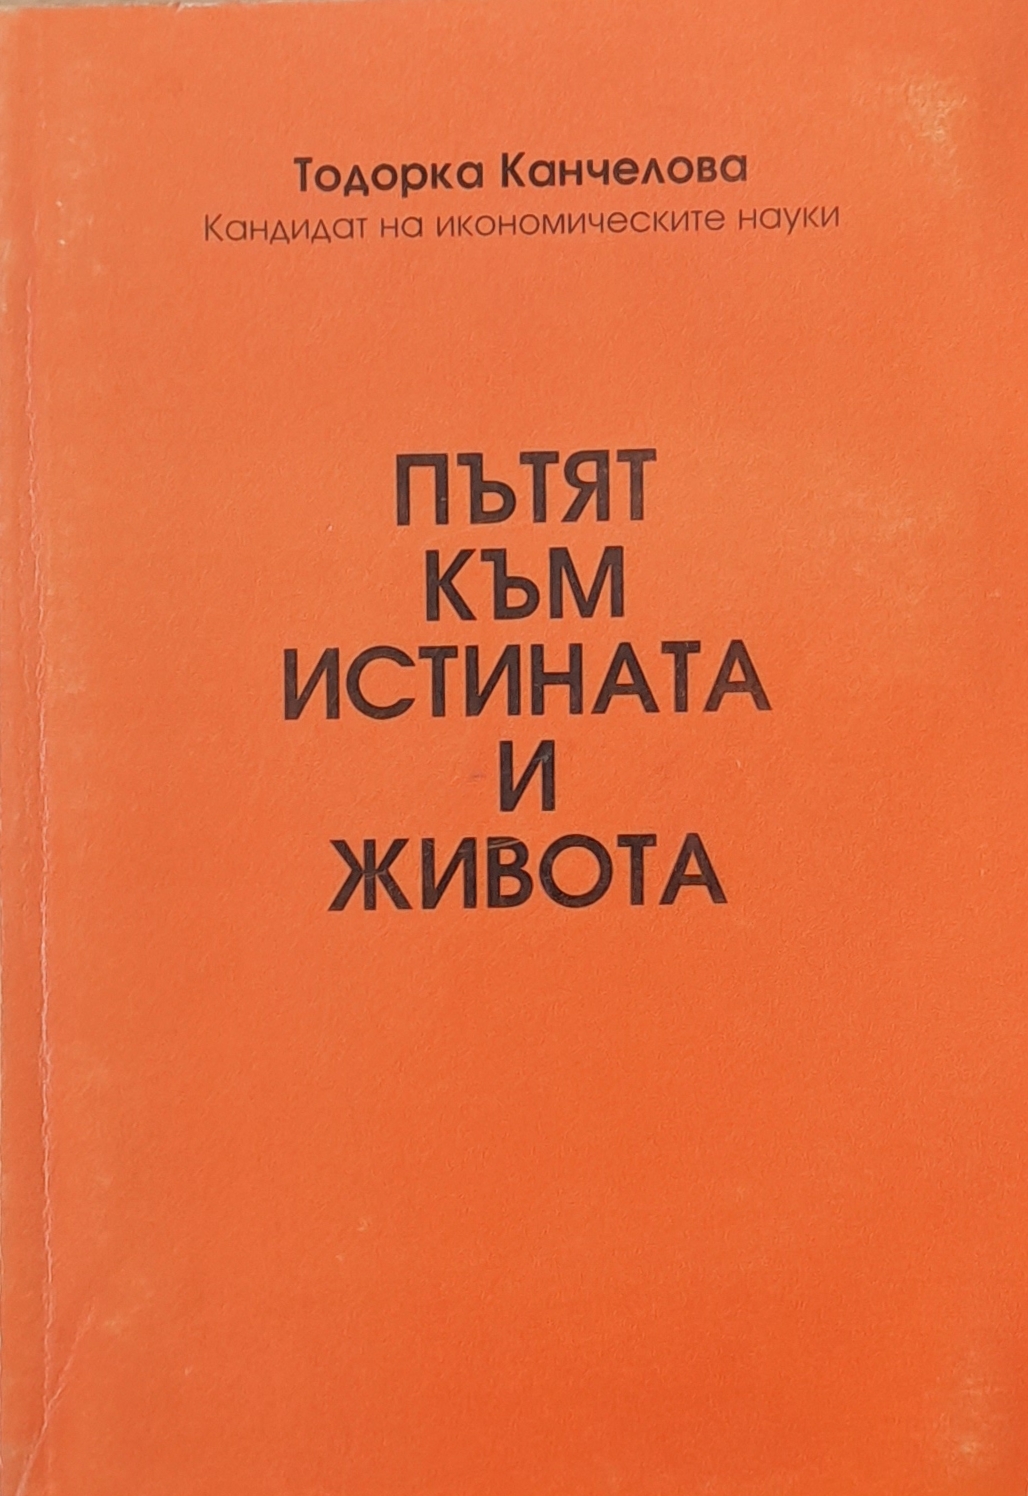 Тодорка Канчелова
Кандидат на икономическите науки
ПЪТЯТ
КЪМ
ИСТИНАТА
И
ЖИВОТА